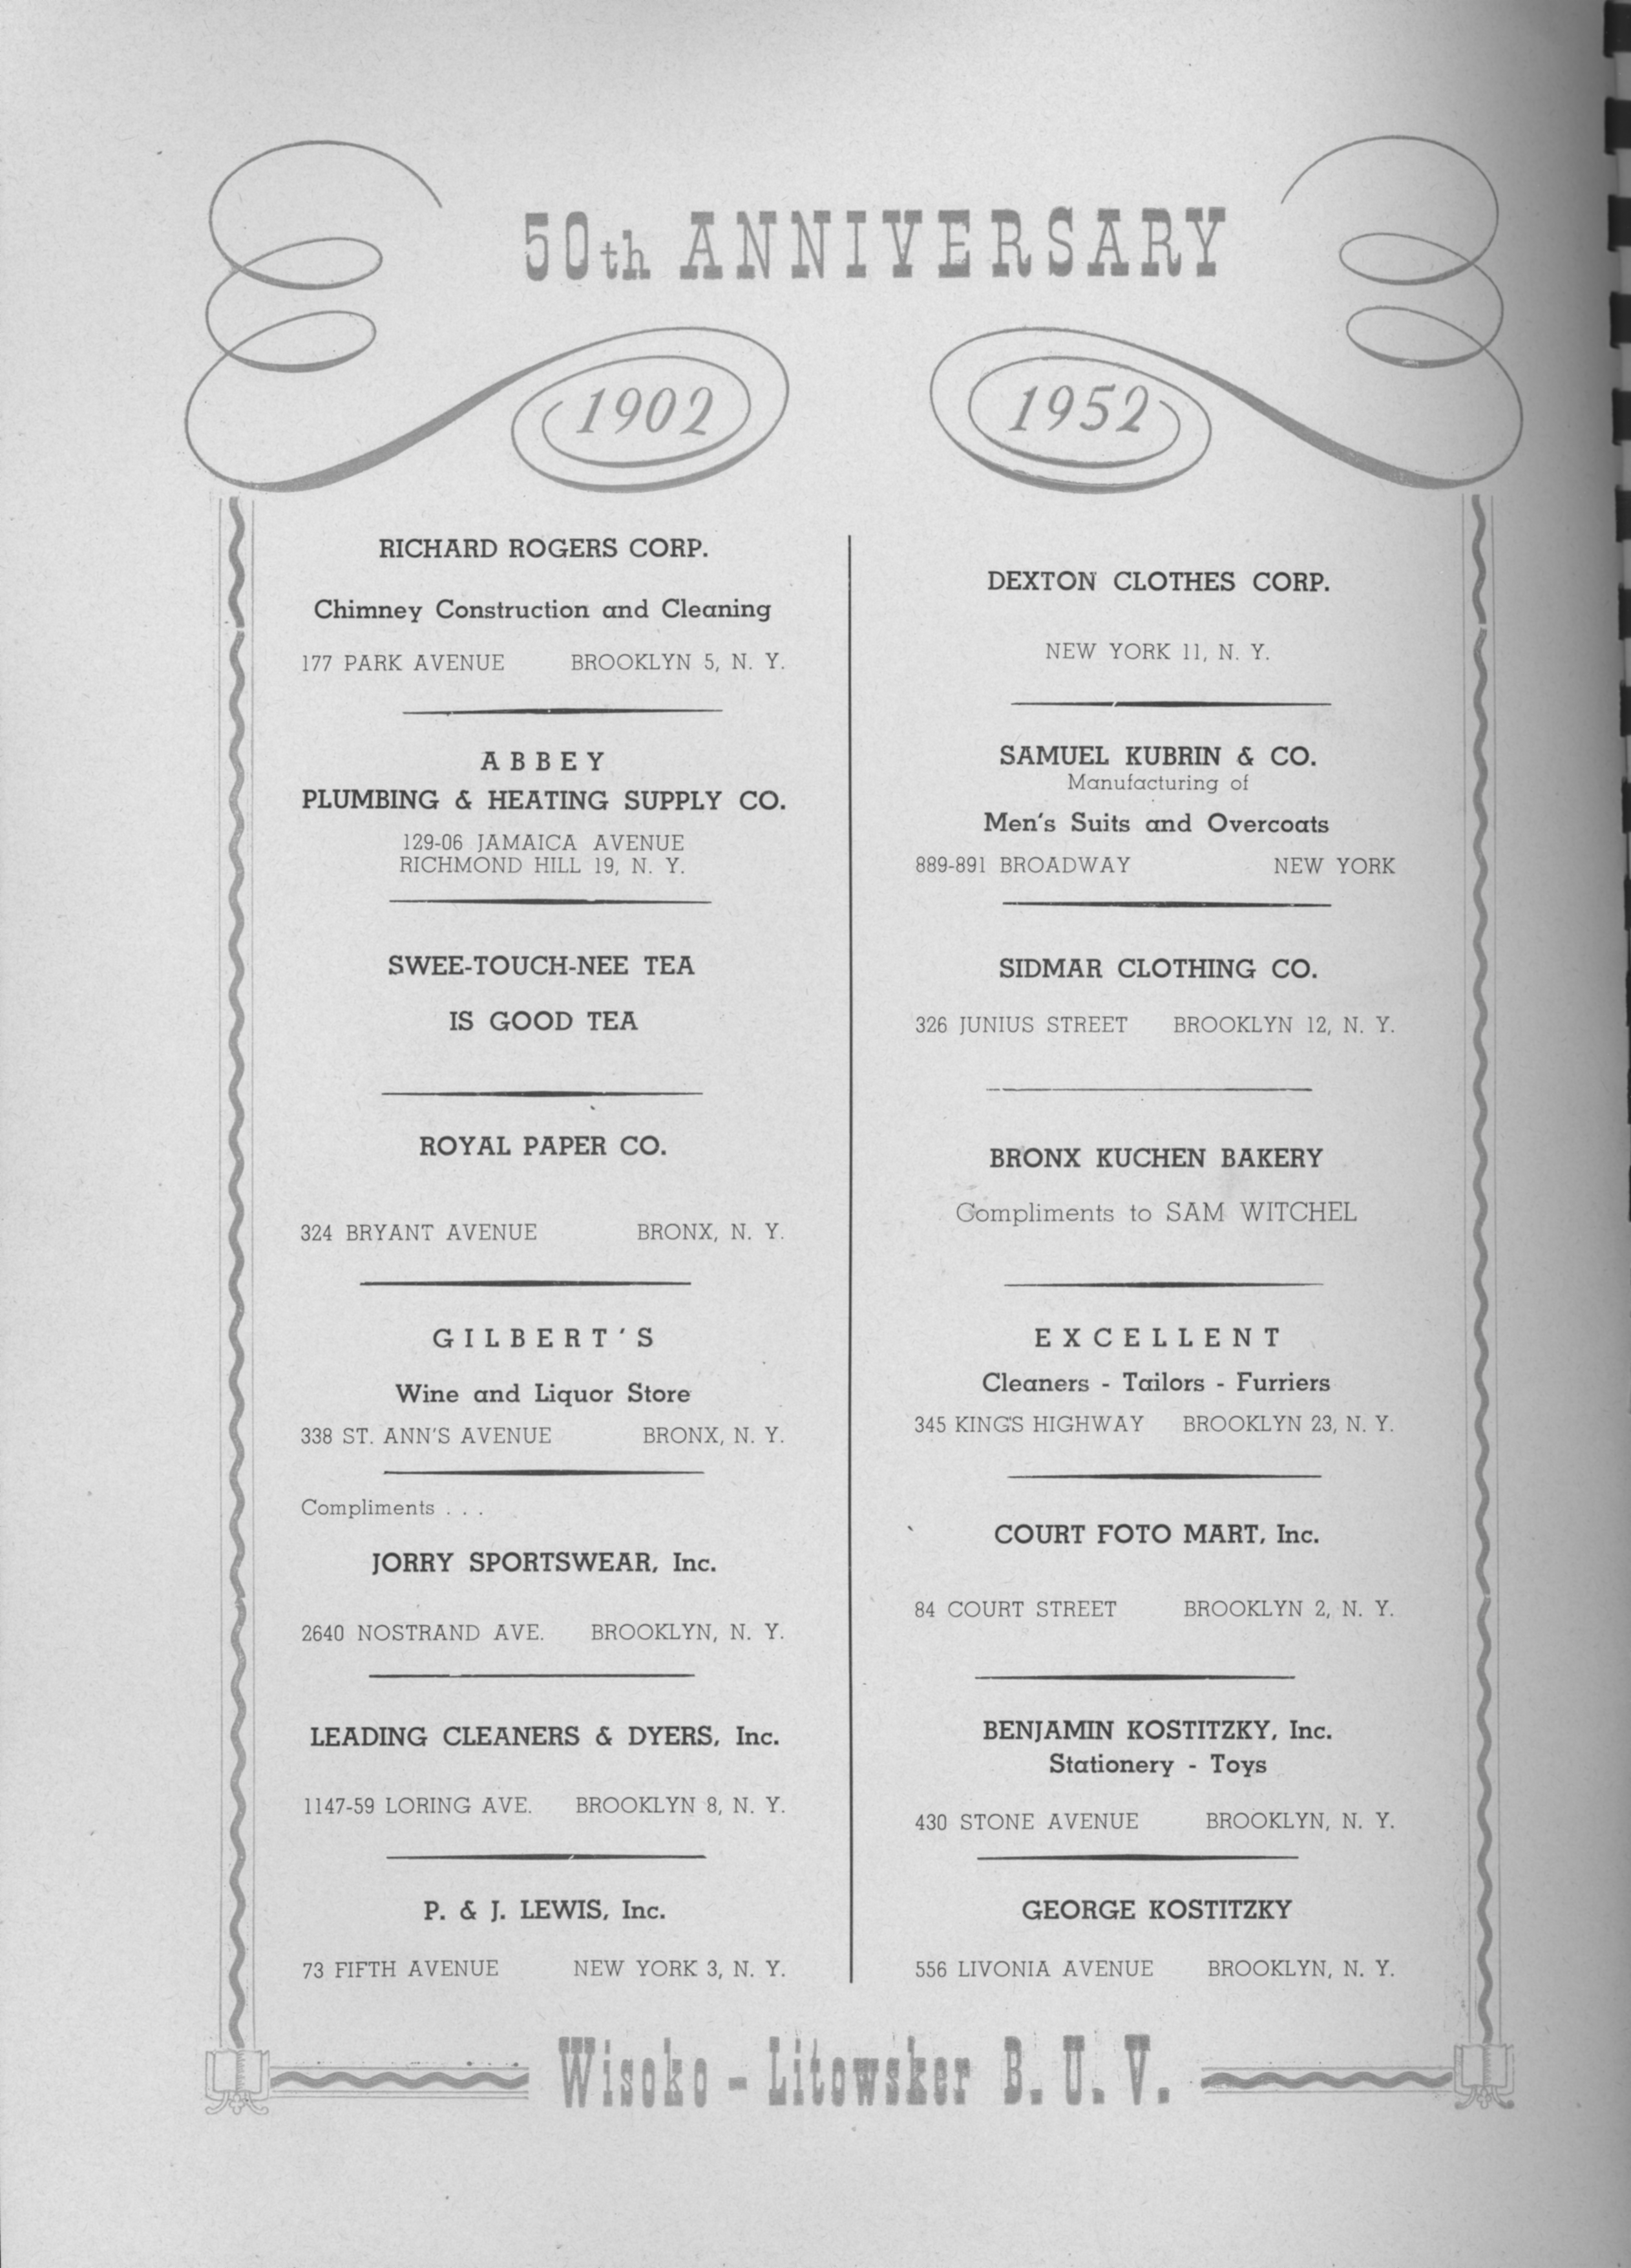 50th ANNIVERSARY
1902
1952
RICHARD ROGERS CORP.
Chimney Construction and Cleaning
177 PARK AVENUE BROOKLYN 5, N. Y.
ABBEY
PLUMBING & HEATING SUPPLY CO.
129-06 JAMAICA AVENUE
RICHMOND HILL 19, N. Y.
SWEE-TOUCH-NEE TEA
IS GOOD TEA
ROYAL PAPER CO.
324 BRYANT AVENUE BRONX, N. Y.
GILBERT'S
Wine and Liquor Store
338 ST. ANN'S AVENUE BRONX, N. Y.
Compliments . . .
JORRY SPORTSWEAR, Inc.
2640 NOSTRAND AVE. BROOKLYN, N. Y.
LEADING CLEANERS & DYERS, Inc.
1147-59 LORING AVE. BROOKLYN 8, N. Y.
P. & J. LEWIS, Inc.
73 FIFTH AVENUE NEW YORK 3, N. Y.
DEXTON CLOTHES CORP.
NEW YORK 11, N. Y.
SAMUEL KUBRIN & CO.
Manufacturing of
Men's Suits and Overcoats
889-891 BROADWAY NEW YORK
SIDMAR CLOTHING CO.
326 JUNIUS STREET BROOKLYN 12, N. Y.
BRONX KUCHEN BAKERY
Compliments to SAM WITCHEL
EXCELLENT
Cleaners - Tailors - Furriers
345 KING'S HIGHWAY BROOKLYN 23, N. Y.
COURT FOTO MART, Inc.
84 COURT STREET BROOKLYN 2, N. Y.
BENJAMIN KOSTITZKY, Inc.
Stationery - Toys
430 STONE AVENUE BROOKLYN, N. Y.
GEORGE KOSTITZKY
556 LIVONIA AVENUE BROOKLYN, N. Y.
Wisoko - Litowsker B. U. V.